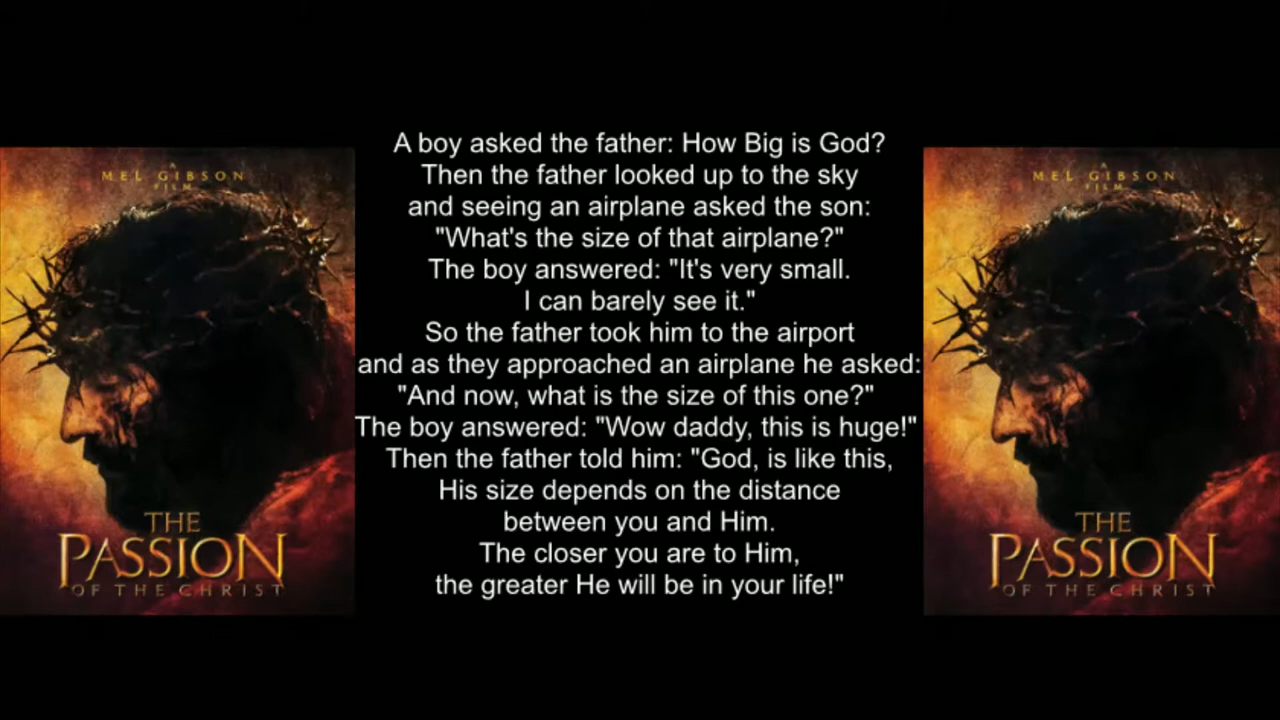 A
MEL GIBSON
FILM
THE
PASSION
OF THE CHRIST
A boy asked the father: How Big is God?
Then the father looked up to the sky
and seeing an airplane asked the son:
"What's the size of that airplane?"
The boy answered: "It's very small.
I can barely see it."
So the father took him to the airport
and as they approached an airplane he asked:
"And now, what is the size of this one?"
The boy answered: "Wow daddy, this is huge!"
Then the father told him: "God, is like this,
His size depends on the distance
between you and Him.
The closer you are to Him,
the greater He will be in your life!"
A
MEL GIBSON
FILM
THE
PASSION
OF THE CHRIST